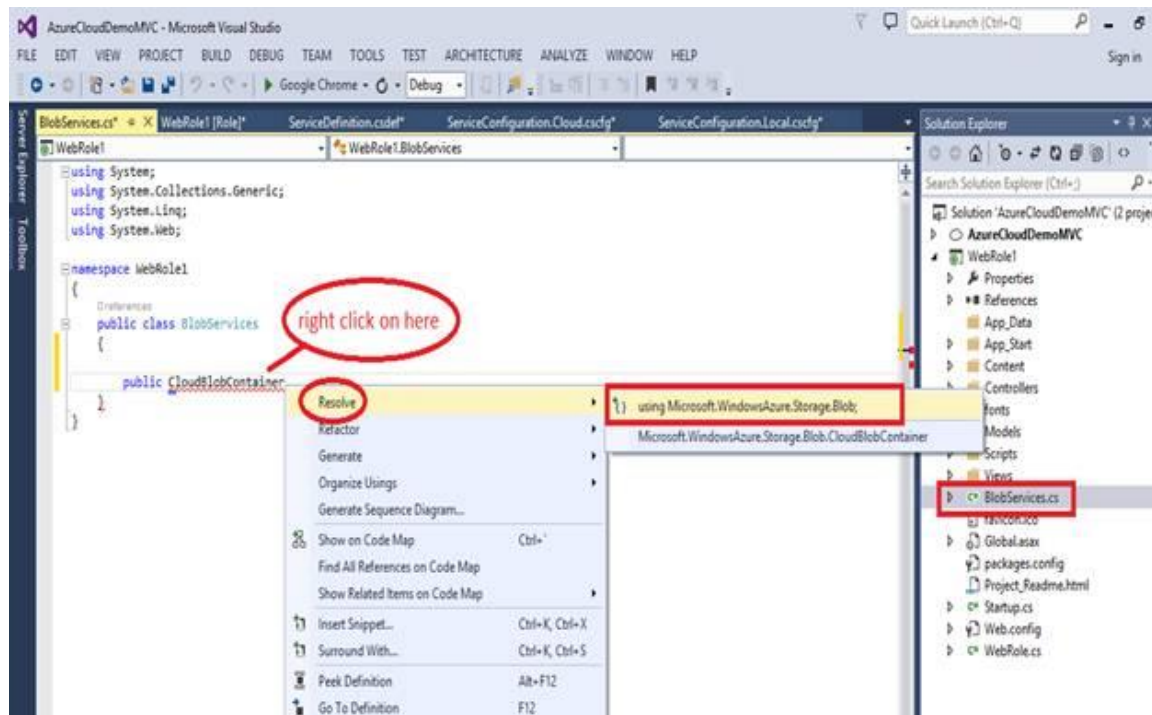 AzureCloudDemoMVC - Microsoft Visual Studio
Quick Launch (Ctrl+Q)
FILE EDIT VIEW PROJECT BUILD DEBUG TEAM TOOLS TEST ARCHITECTURE ANALYZE WINDOW HELP
Sign in
Google Chrome
Debug
Server Explorer
Toolbox
BlobServices.cs*
WebRole1 [Role]*
ServiceDefinition.csdef*
ServiceConfiguration.Cloud.cscfg*
ServiceConfiguration.Local.cscfg*
WebRole1
WebRole1.BlobServices
using System;
using System.Collections.Generic;
using System.Linq;
using System.Web;
namespace WebRole1
{
0 references
public class BlobServices
{
public CloudBlobContainer
}
}
right click on here
Resolve
Refactor
Generate
Organize Usings
Generate Sequence Diagram...
Show on Code Map Ctrl+`
Find All References on Code Map
Show Related Items on Code Map
Insert Snippet... Ctrl+K, Ctrl+X
Surround With... Ctrl+K, Ctrl+S
Peek Definition Alt+F12
Go To Definition F12
using Microsoft.WindowsAzure.Storage.Blob;
Microsoft.WindowsAzure.Storage.Blob.CloudBlobContainer
Solution Explorer
Search Solution Explorer (Ctrl+;)
Solution 'AzureCloudDemoMVC' (2 proje
AzureCloudDemoMVC
WebRole1
Properties
References
App_Data
App_Start
Content
Controllers
fonts
Models
Scripts
Views
BlobServices.cs
favicon.ico
Global.asax
packages.config
Project_Readme.html
Startup.cs
Web.config
WebRole.cs